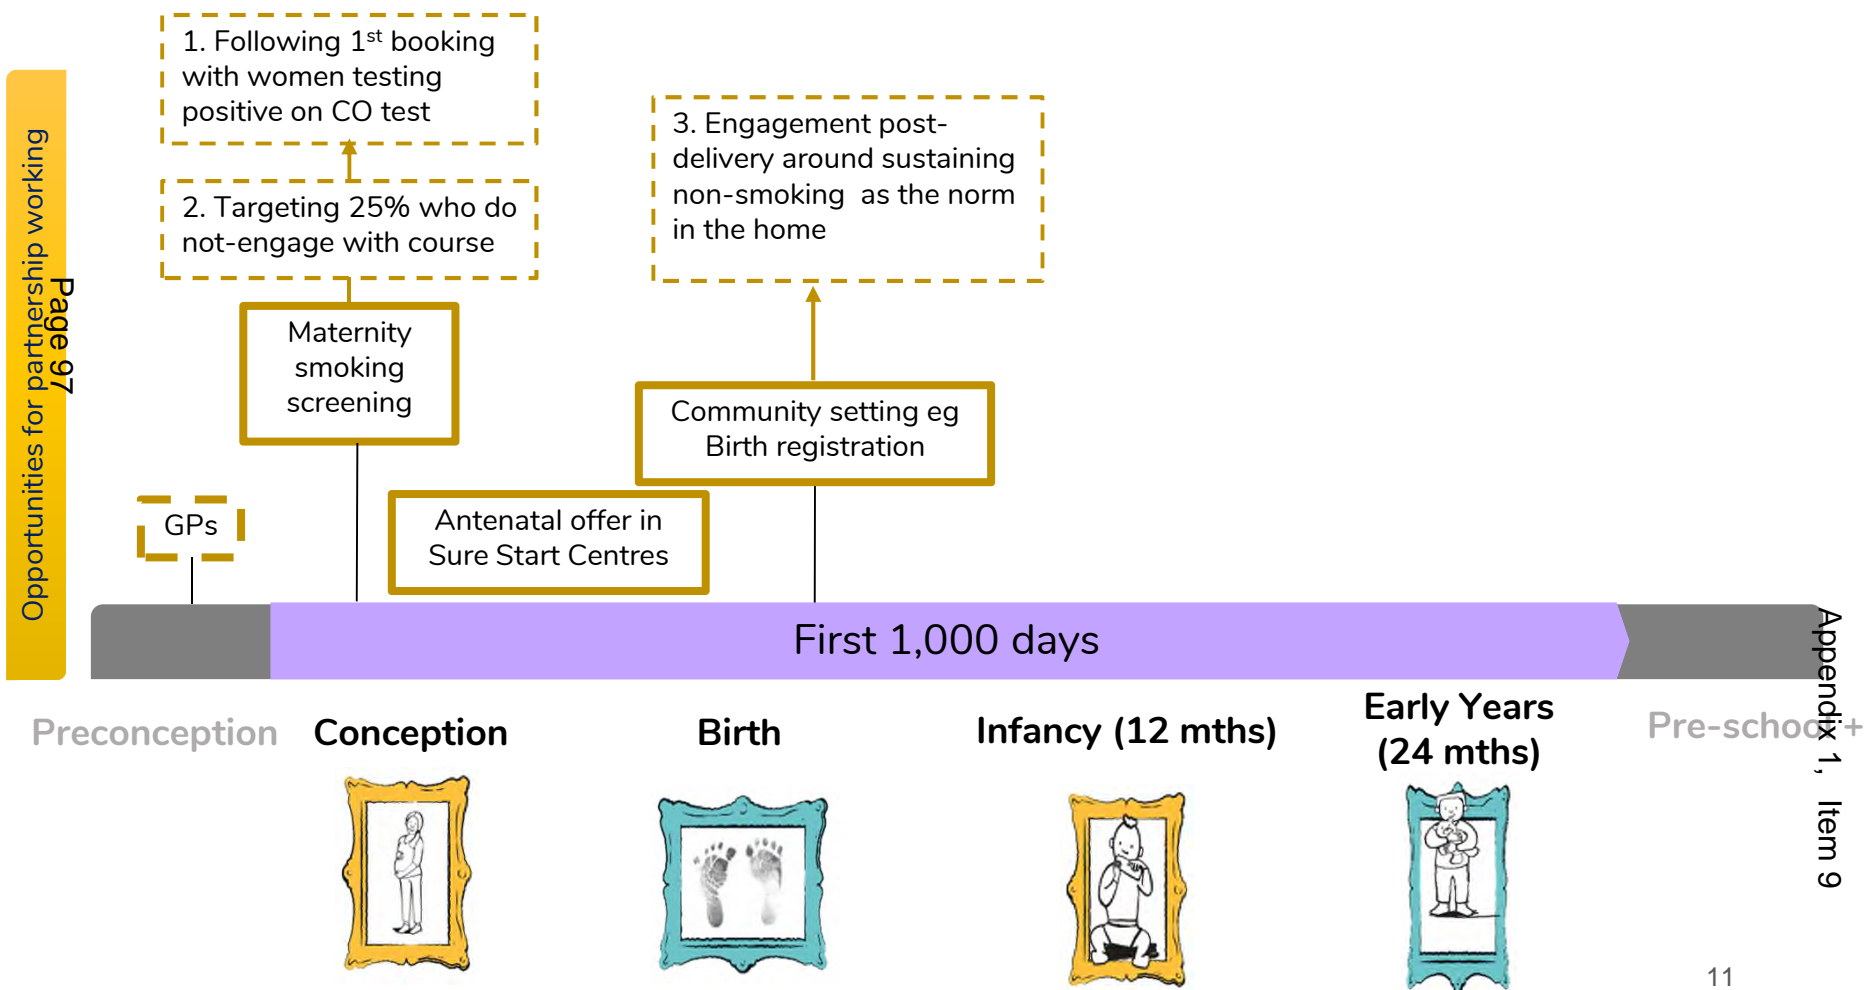 Opportunities for partnership working
Page 97
1. Following 1st booking
with women testing
positive on CO test
2. Targeting 25% who do
not-engage with course
3. Engagement post-
delivery around sustaining
non-smoking as the norm
in the home
Maternity
smoking
screening
Community setting eg
Birth registration
GPs
Antenatal offer in
Sure Start Centres
First 1,000 days
Preconception
Conception
Birth
Infancy (12 mths)
Early Years
(24 mths)
Pre-school +
Appendix 1, Item 9
11